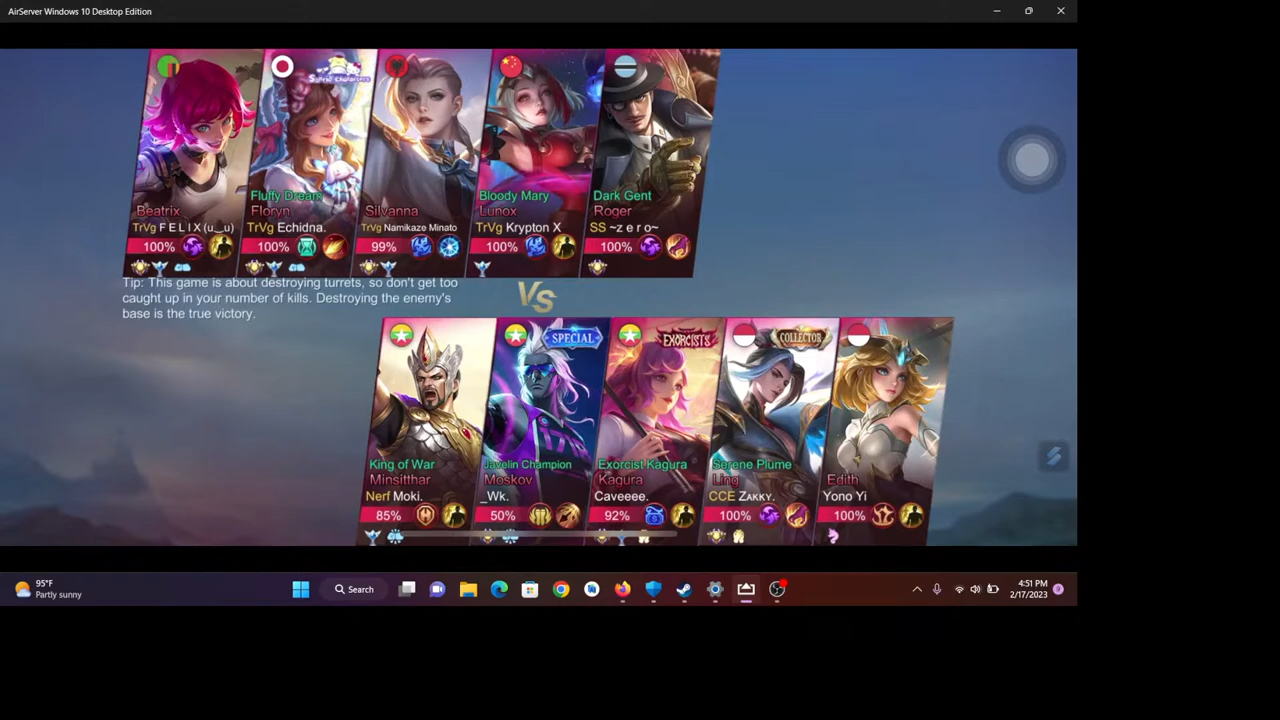 AirServer Windows 10 Desktop Edition
Beatrix
TrVg F E L I X (u‿u)
100%
Fluffy Dream
Floryn
TrVg Echidna.
100%
Silvanna
TrVg Namikaze Minato
99%
Bloody Mary
Lunox
TrVg Krypton X
100%
Dark Gent
Roger
SS ~z e r o~
100%
Tip: This game is about destroying turrets, so don't get too
caught up in your number of kills. Destroying the enemy's
base is the true victory.
Vs
King of War
Minsitthar
Nerf Moki.
85%
SPECIAL
Javelin Champion
Moskov
_Wk.
50%
EXORCISTS
Exorcist Kagura
Kagura
Caveeee.
92%
COLLECTOR
Serene Plume
Ling
CCE ZAKKY.
100%
Edith
Yono Yi
100%
95°F
Partly sunny
Search
4:51 PM
2/17/2023